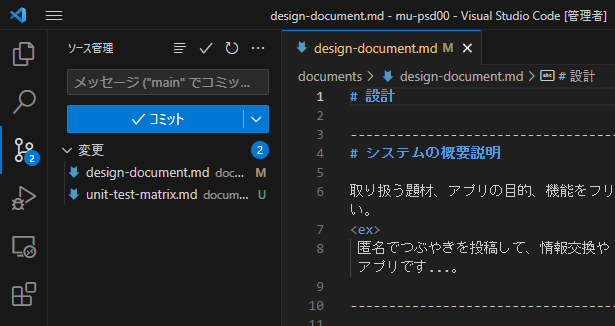 design-document.md - mu-psd00 - Visual Studio Code [管理者]
ソース管理
design-document.md M
メッセージ ("main" でコミッ...
documents > design-document.md > # 設計
コミット
変更 2
design-document.md doc... M
unit-test-matrix.md docum... U
2
1 # 設計
2
3 ------------------------------------
4 # システムの概要説明
5
6 取り扱う題材、アプリの目的、機能をフリ
い。
7 <ex>
8 匿名でつぶやきを投稿して、情報交換や
アプリです...。
9
10 ------------------------------------
11